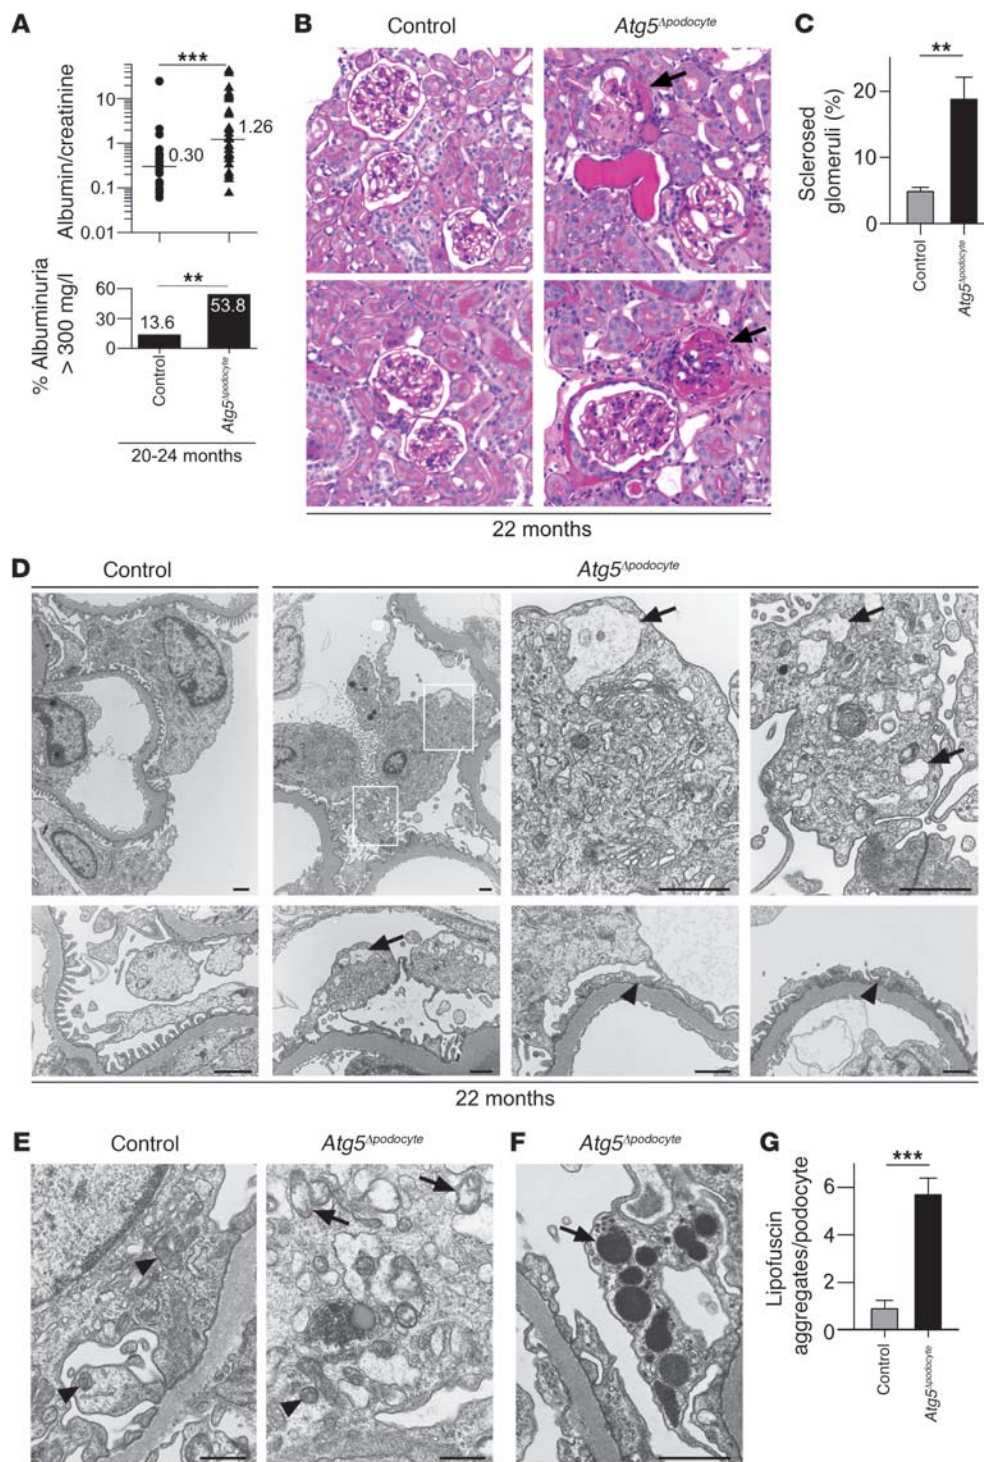 A
***
Albumin/creatinine
10
1
0.1
0.01
0.30
1.26
% Albuminuria
> 300 mg/l
60
30
0
**
13.6
53.8
Control
Atg5Δpodocyte
20-24 months
B
Control
Atg5Δpodocyte
22 months
C
**
Sclerosed
glomeruli (%)
20
10
0
Control
Atg5Δpodocyte
D
Control
Atg5Δpodocyte
22 months
E
Control
Atg5Δpodocyte
F
Atg5Δpodocyte
G
***
Lipofuscin
aggregates/podocyte
6
4
2
0
Control
Atg5Δpodocyte